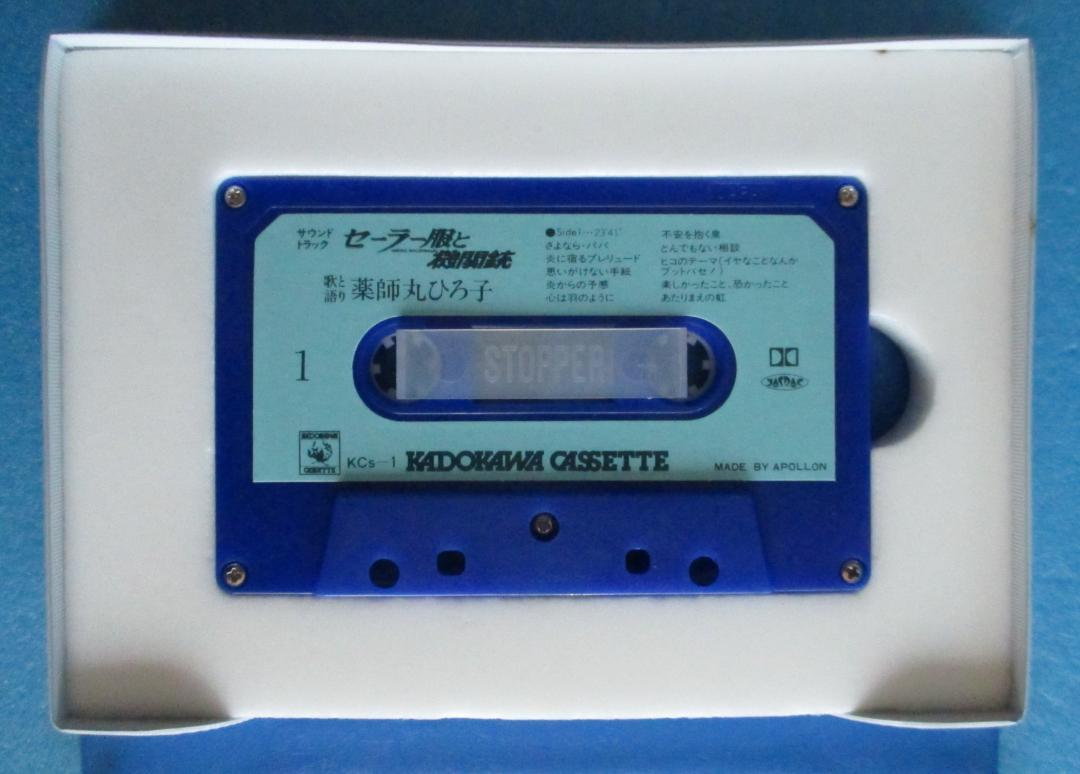 サウンド
トラック
セーラー服と
機関銃
歌と
語り
薬師丸ひろ子
●Side1…23'41"
さよなら・パパ
炎に宿るプレリュード
思いがけない手紙
炎からの予感
心は羽のように
不安を抱く泉
とんでもない相談
ヒコのテーマ(イヤなことなんか
ブットバセ!)
楽しかったこと、恐かったこと
あたりまえの虹
1
STOPPER
JASRAC
KADOKAWA
CASSETTE
KCs-1
KADOKAWA CASSETTE
MADE BY APOLLON